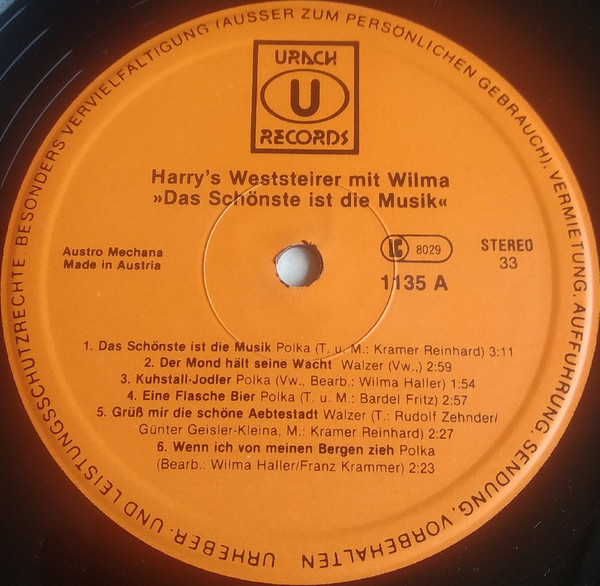 URHEBER- UND LEISTUNGSSCHUTZRECHTE BESONDERS VERVIELFÄLTIGUNG (AUSSER ZUM PERSÖNLICHEN GEBRAUCH), VERMIETUNG. AUFFÜHRUNG. SENDUNG. VORBEHALTEN
URACH
U
RECORDS
Harry's Weststeirer mit Wilma
»Das Schönste ist die Musik«
Austro Mechana
Made in Austria
LC 8029
STEREO
33
1135 A
1. Das Schönste ist die Musik Polka (T. u. M.: Kramer Reinhard) 3:11
2. Der Mond hält seine Wacht Walzer (Vw.,) 2:59
3. Kuhstall-Jodler Polka (Vw., Bearb.: Wilma Haller) 1:54
4. Eine Flasche Bier Polka (T. u. M.: Bardel Fritz) 2:57
5. Grüß mir die schöne Aebtestadt Walzer (T.: Rudolf Zehnder/
Günter Geisler-Kleina, M.: Kramer Reinhard) 2:27
6. Wenn ich von meinen Bergen zieh Polka
(Bearb.: Wilma Haller/Franz Krammer) 2:23